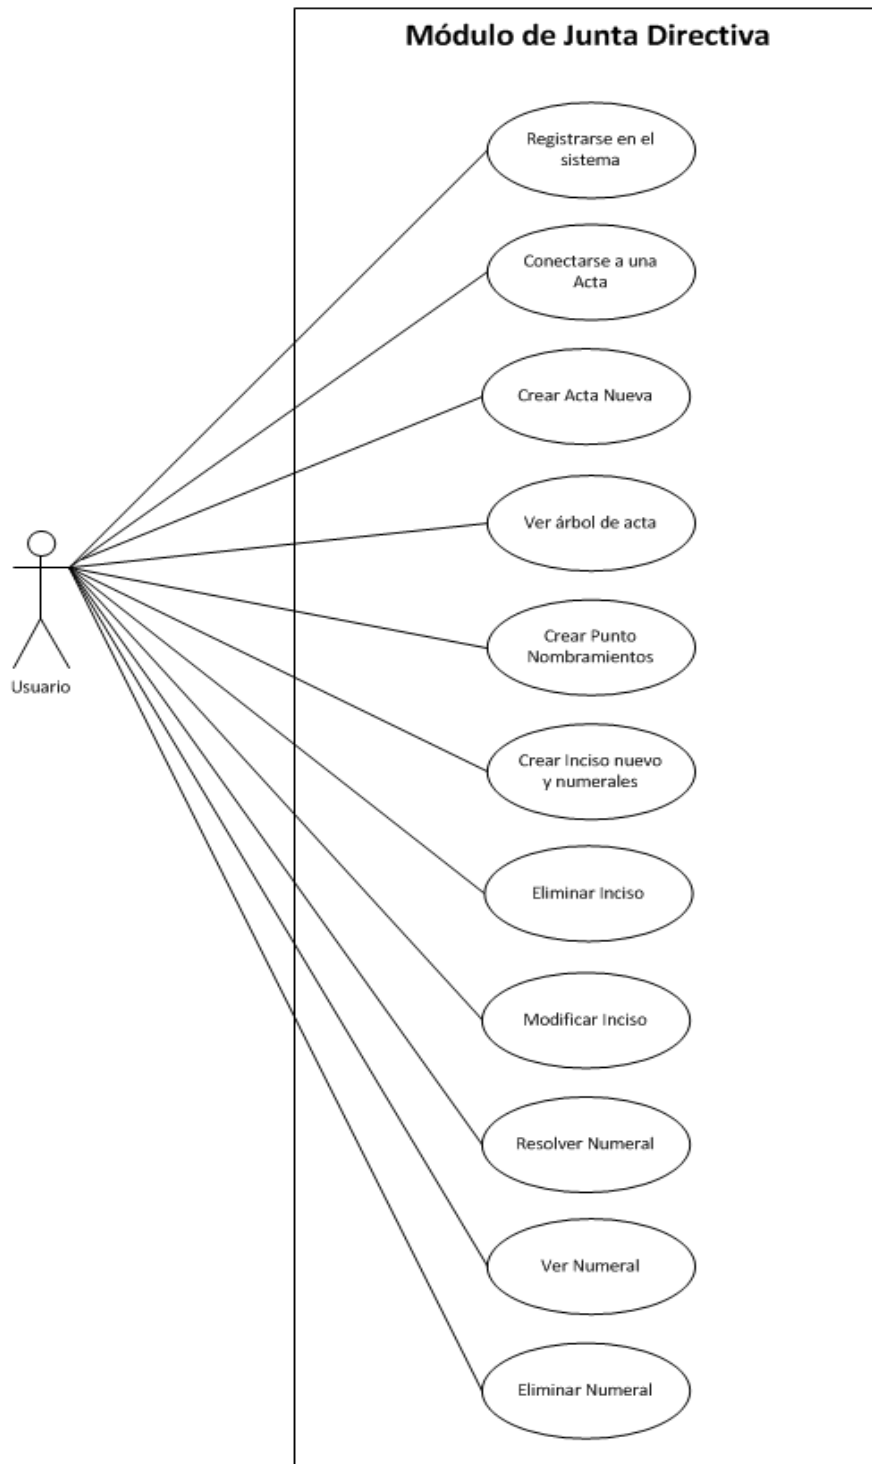 Módulo de Junta Directiva
Registrarse en el
sistema
Conectarse a una
Acta
Crear Acta Nueva
Ver árbol de acta
Crear Punto
Nombramientos
Usuario
Crear Inciso nuevo
y numerales
Eliminar Inciso
Modificar Inciso
Resolver Numeral
Ver Numeral
Eliminar Numeral